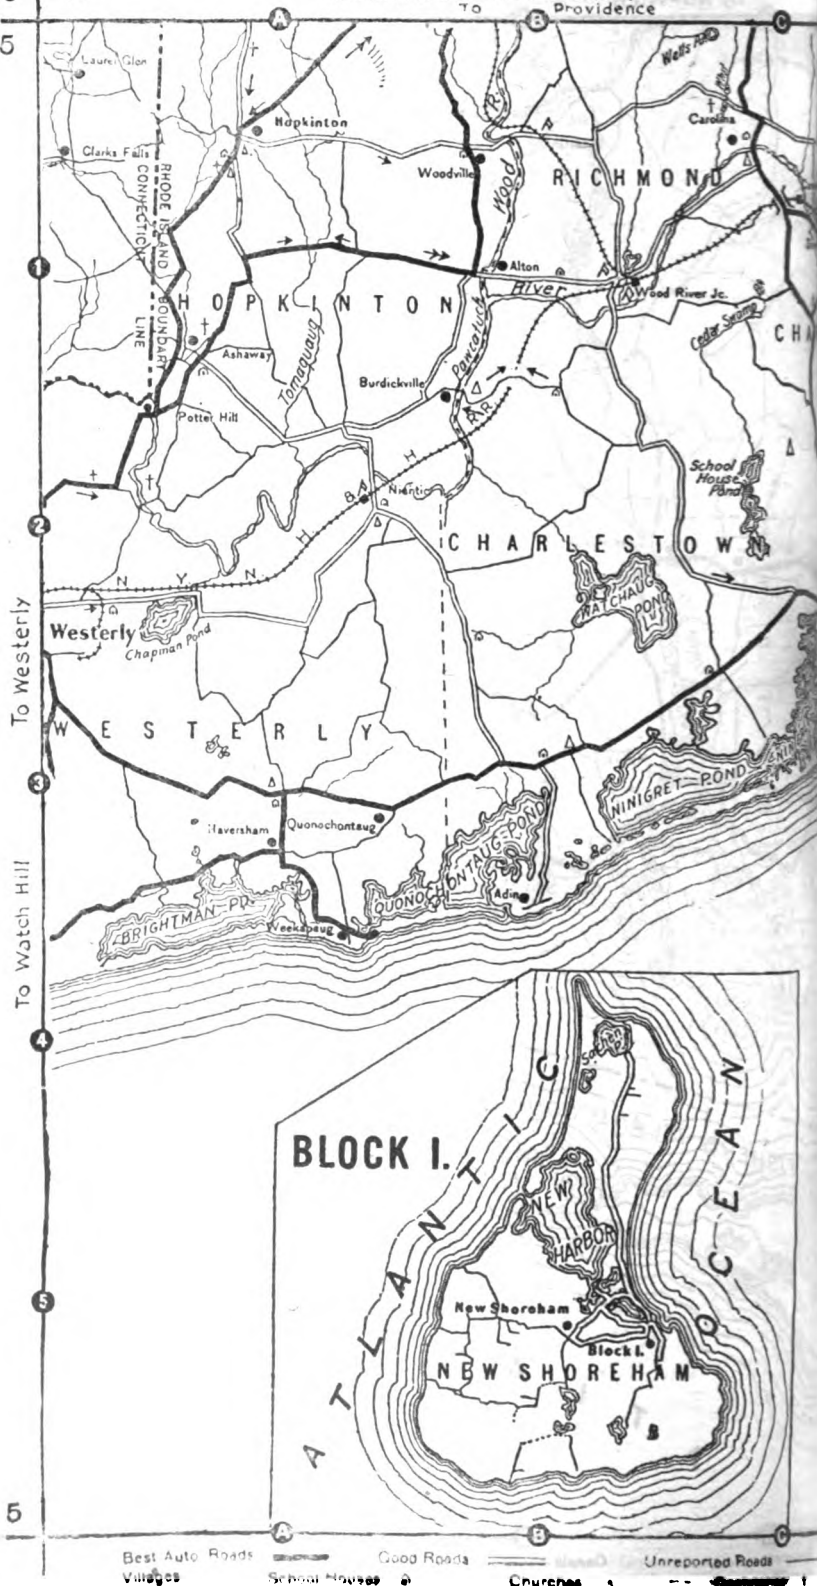 TO Providence
A B C
5
Laurel Glen
Wells Pond
Hopkinton
Carolina
Clarks Falls
Woodville
Wood
R.
RICHMOND
RHODE ISLAND BOUNDARY
CONNECTICUT LINE
1
Alton
River
Wood River Jc.
HOPKINTON
Cedar Swamp
CHA
Tomaquaug
Pawcatuck
Ashaway
Burdickville
Potter Hill
R.R.
School
House
Pond
N. Y. N. H. & H.
Niantic
2
CHARLESTOWN
WATCHAUG
POND
To Westerly
Westerly
Chapman Pond
WESTERLY
3
NINIGRET POND
NIN
Haversham
Quonochontaug
QUONOCHONTAUG POND
Adin
BRIGHTMAN PD.
Weekapaug
To Watch Hill
4
BLOCK I.
ATLANTIC OCEAN
NEW
HARBOR
5
New Shoreham
Block I.
NEW SHOREHAM
B
5
A B C
Best Auto Roads Good Roads Unreported Roads
Villages School Houses Churches